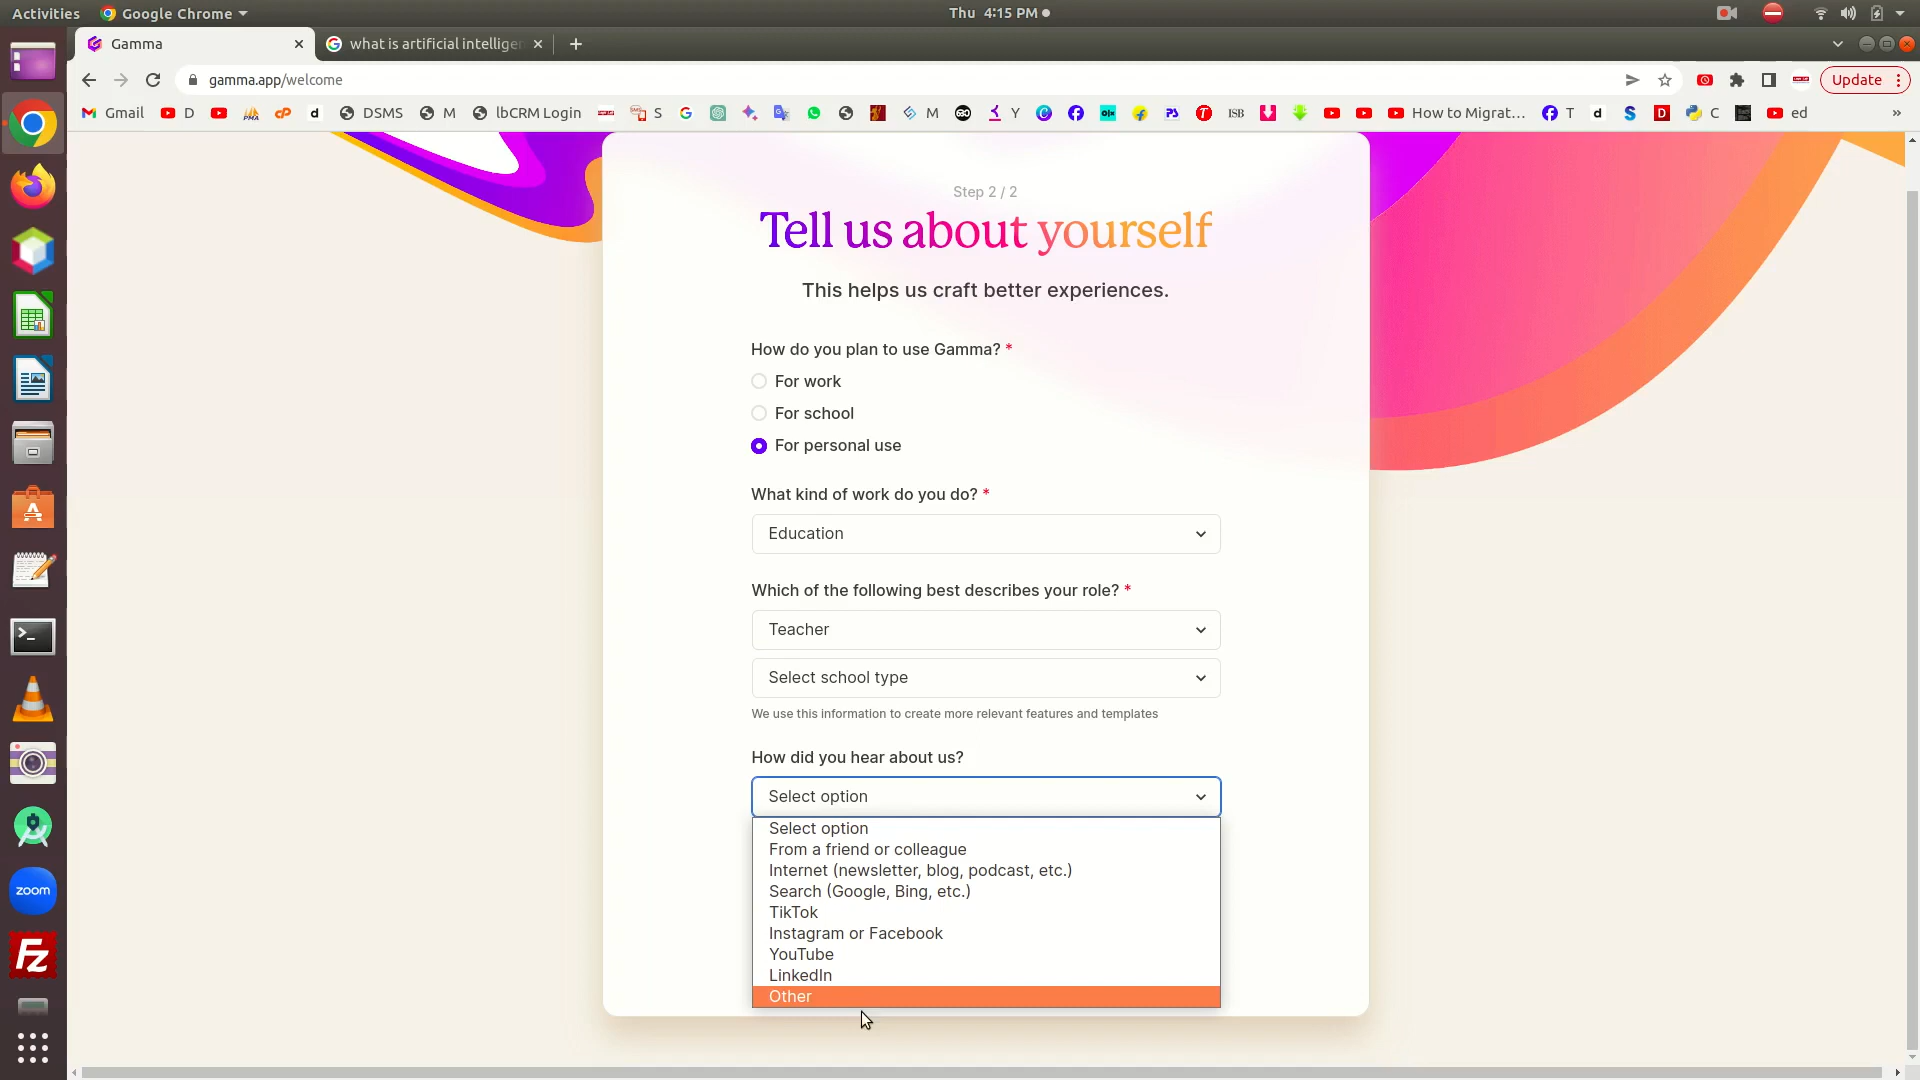 Activities
Google Chrome
Thu 4:15 PM
Gamma
what is artificial intelligen
gamma.app/welcome
Update
Gmail
D
PMA
cP
d
DSMS
M
lbCRM Login
S
M
Y
ISB
How to Migrat...
T
d
C
ed
»
Step 2 / 2
Tell us about yourself
This helps us craft better experiences.
How do you plan to use Gamma? *
For work
For school
For personal use
What kind of work do you do? *
Education
Which of the following best describes your role? *
Teacher
Select school type
We use this information to create more relevant features and templates
How did you hear about us?
Select option
Select option
From a friend or colleague
Internet (newsletter, blog, podcast, etc.)
Search (Google, Bing, etc.)
TikTok
Instagram or Facebook
YouTube
LinkedIn
Other
zoom
Fz